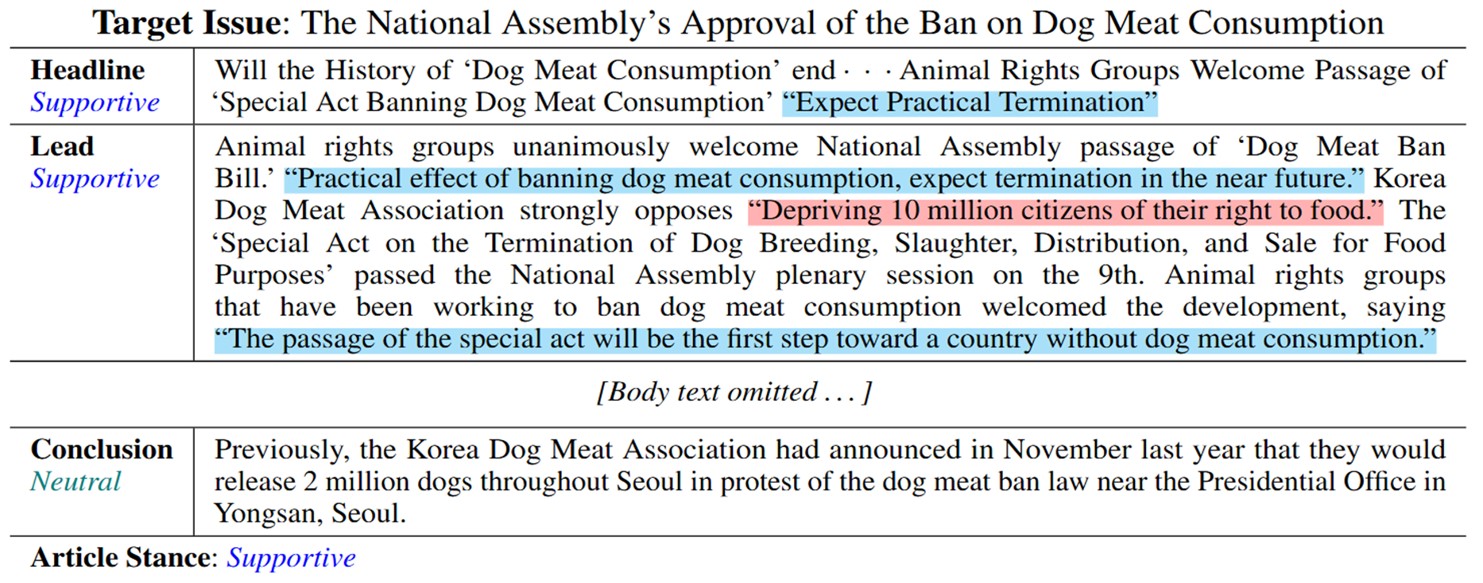 Target Issue: The National Assembly's Approval of the Ban on Dog Meat Consumption
Headline
Supportive
Will the History of ‘Dog Meat Consumption’ end · · · Animal Rights Groups Welcome Passage of
‘Special Act Banning Dog Meat Consumption’ “Expect Practical Termination”
Lead
Supportive
Animal rights groups unanimously welcome National Assembly passage of ‘Dog Meat Ban
Bill.’ “Practical effect of banning dog meat consumption, expect termination in the near future.” Korea
Dog Meat Association strongly opposes “Depriving 10 million citizens of their right to food.” The
‘Special Act on the Termination of Dog Breeding, Slaughter, Distribution, and Sale for Food
Purposes’ passed the National Assembly plenary session on the 9th. Animal rights groups
that have been working to ban dog meat consumption welcomed the development, saying
“The passage of the special act will be the first step toward a country without dog meat consumption.”
[Body text omitted . . . ]
Conclusion
Neutral
Previously, the Korea Dog Meat Association had announced in November last year that they would
release 2 million dogs throughout Seoul in protest of the dog meat ban law near the Presidential Office in
Yongsan, Seoul.
Article Stance: Supportive